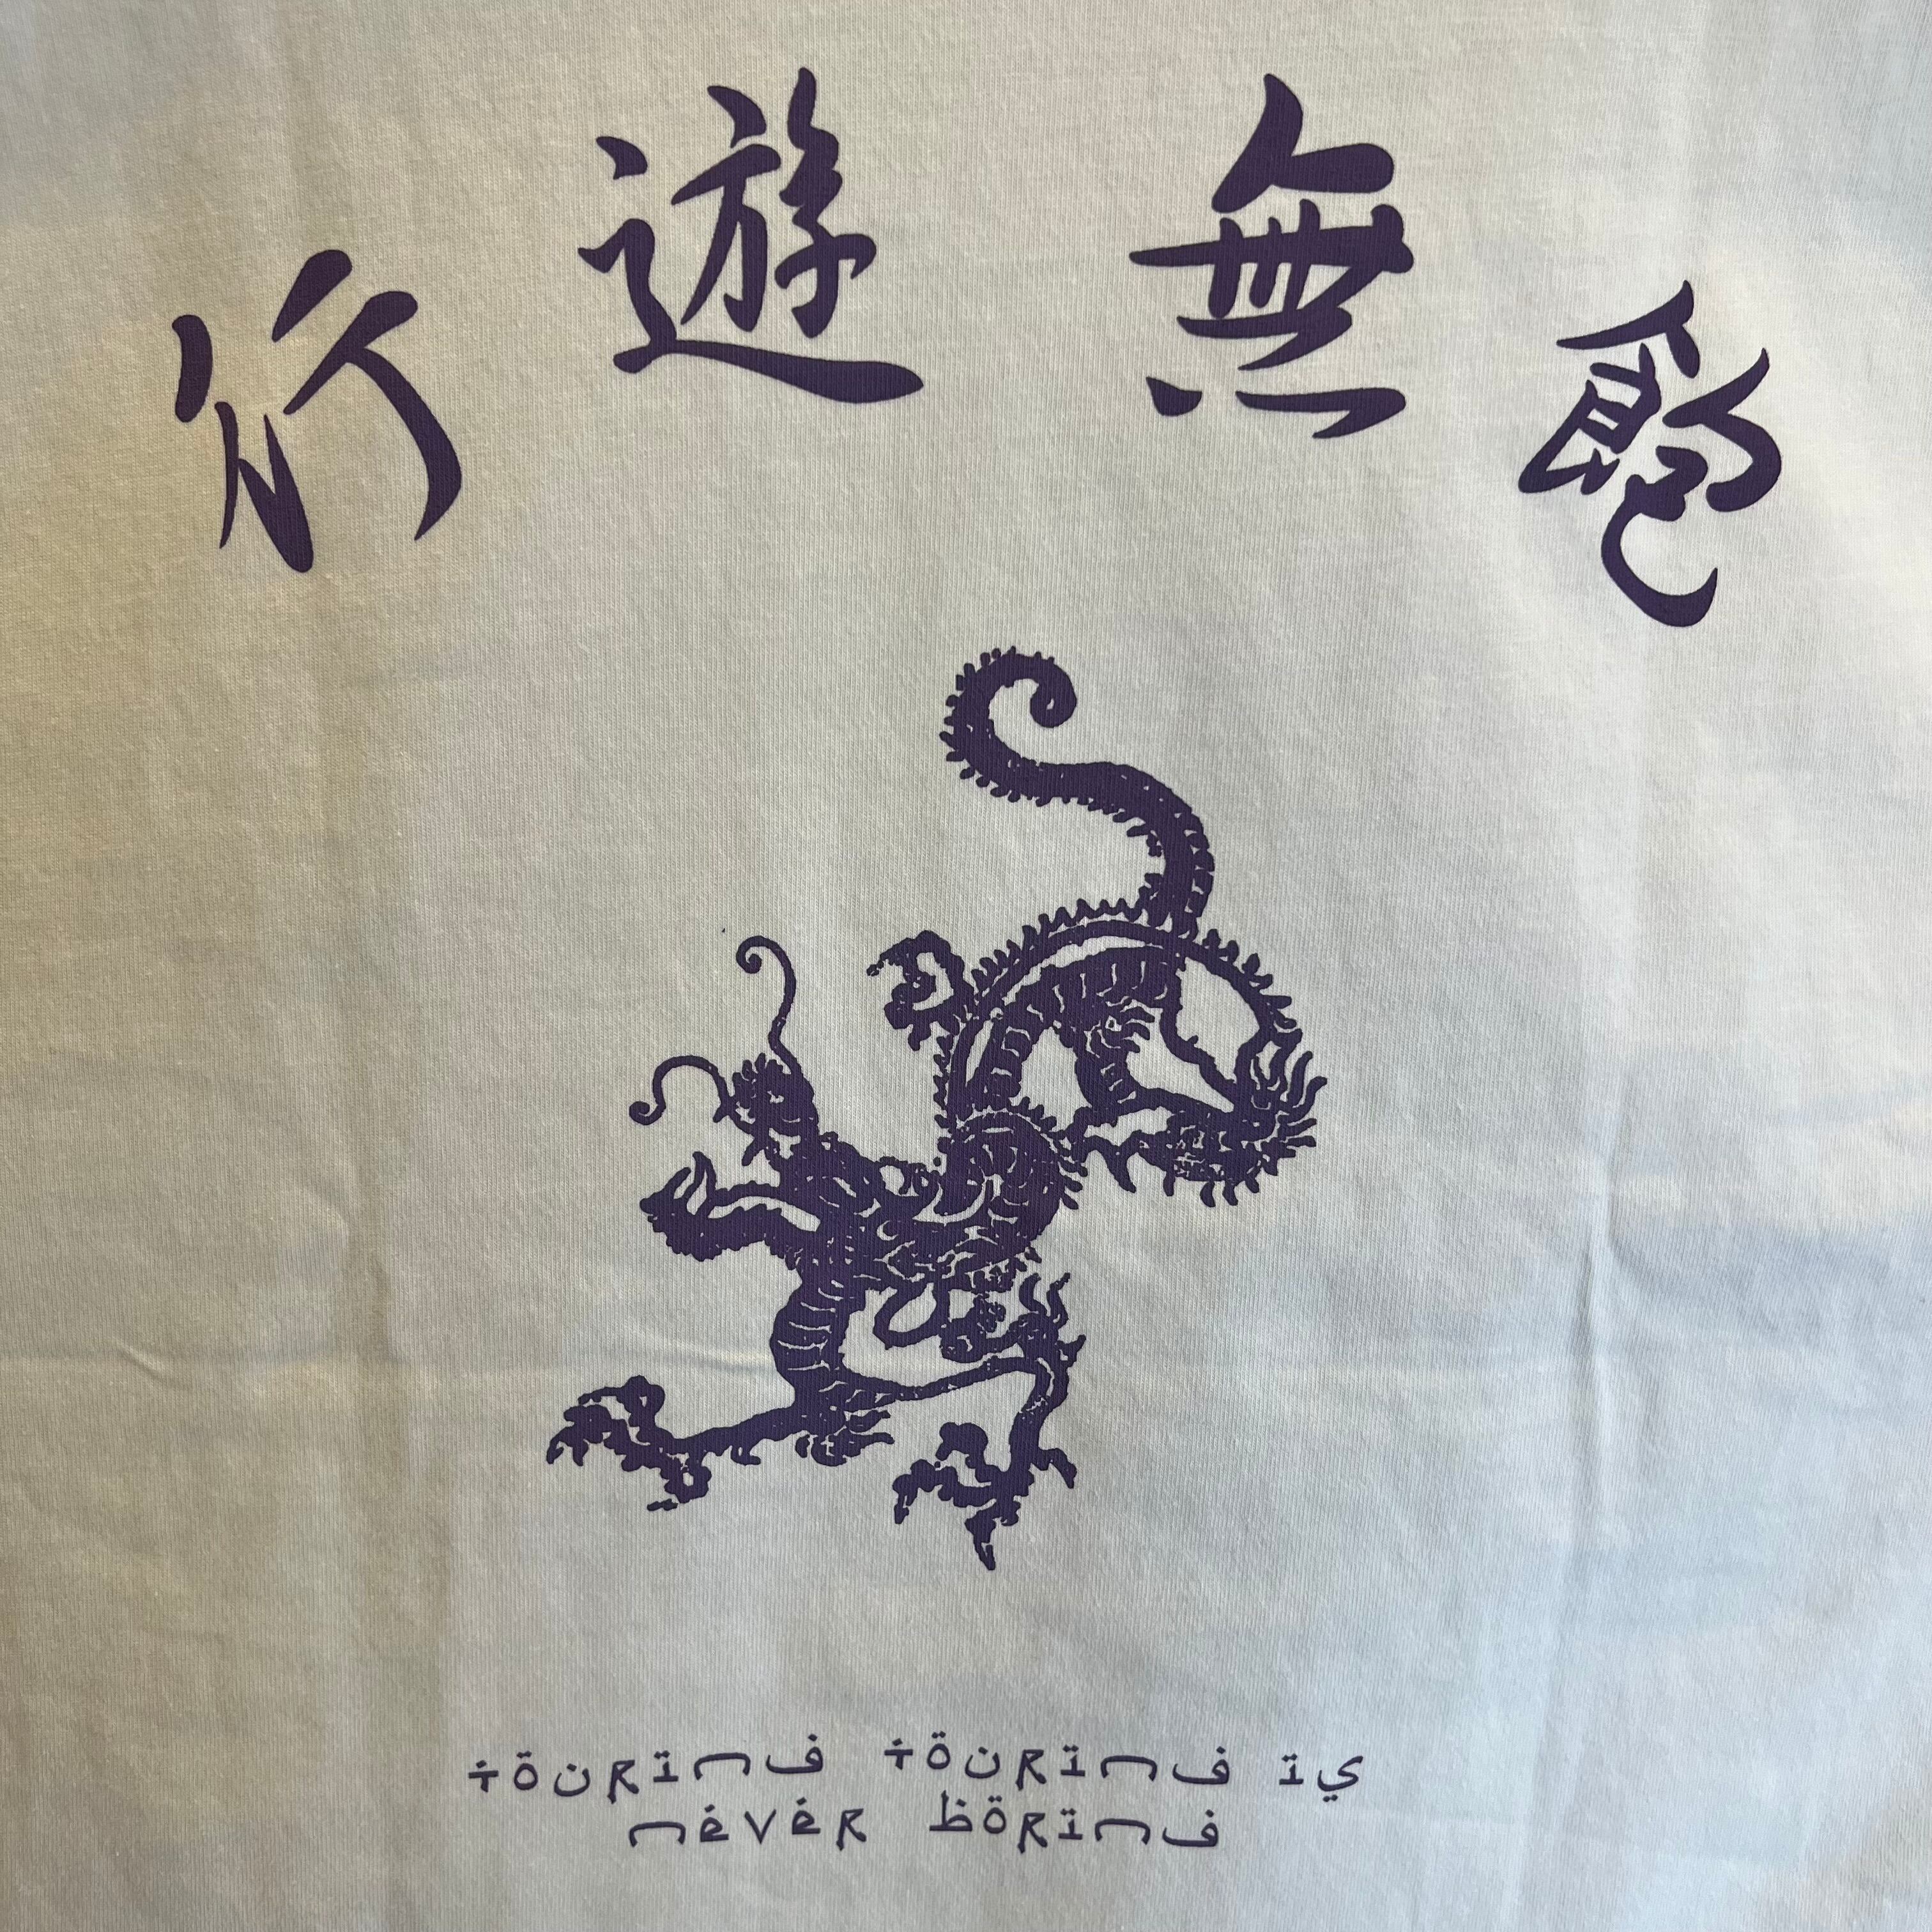 行遊無飽
touring touring is
never boring